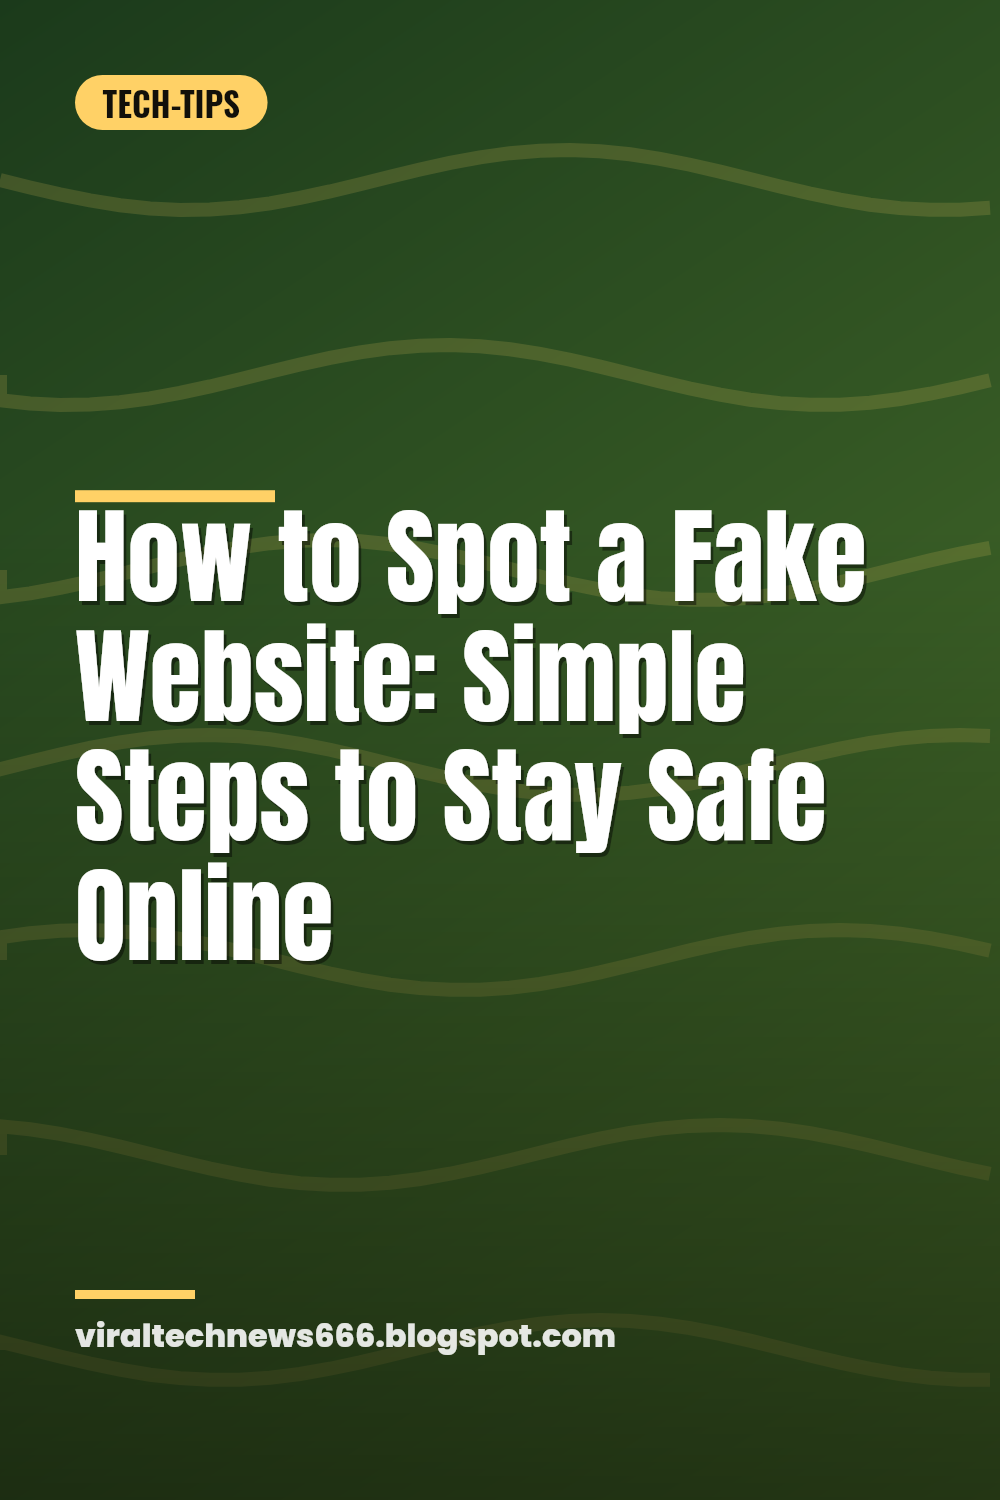 TECH-TIPS
How to Spot a Fake
Website: Simple
Steps to Stay Safe
Online
viraltechnews666.blogspot.com